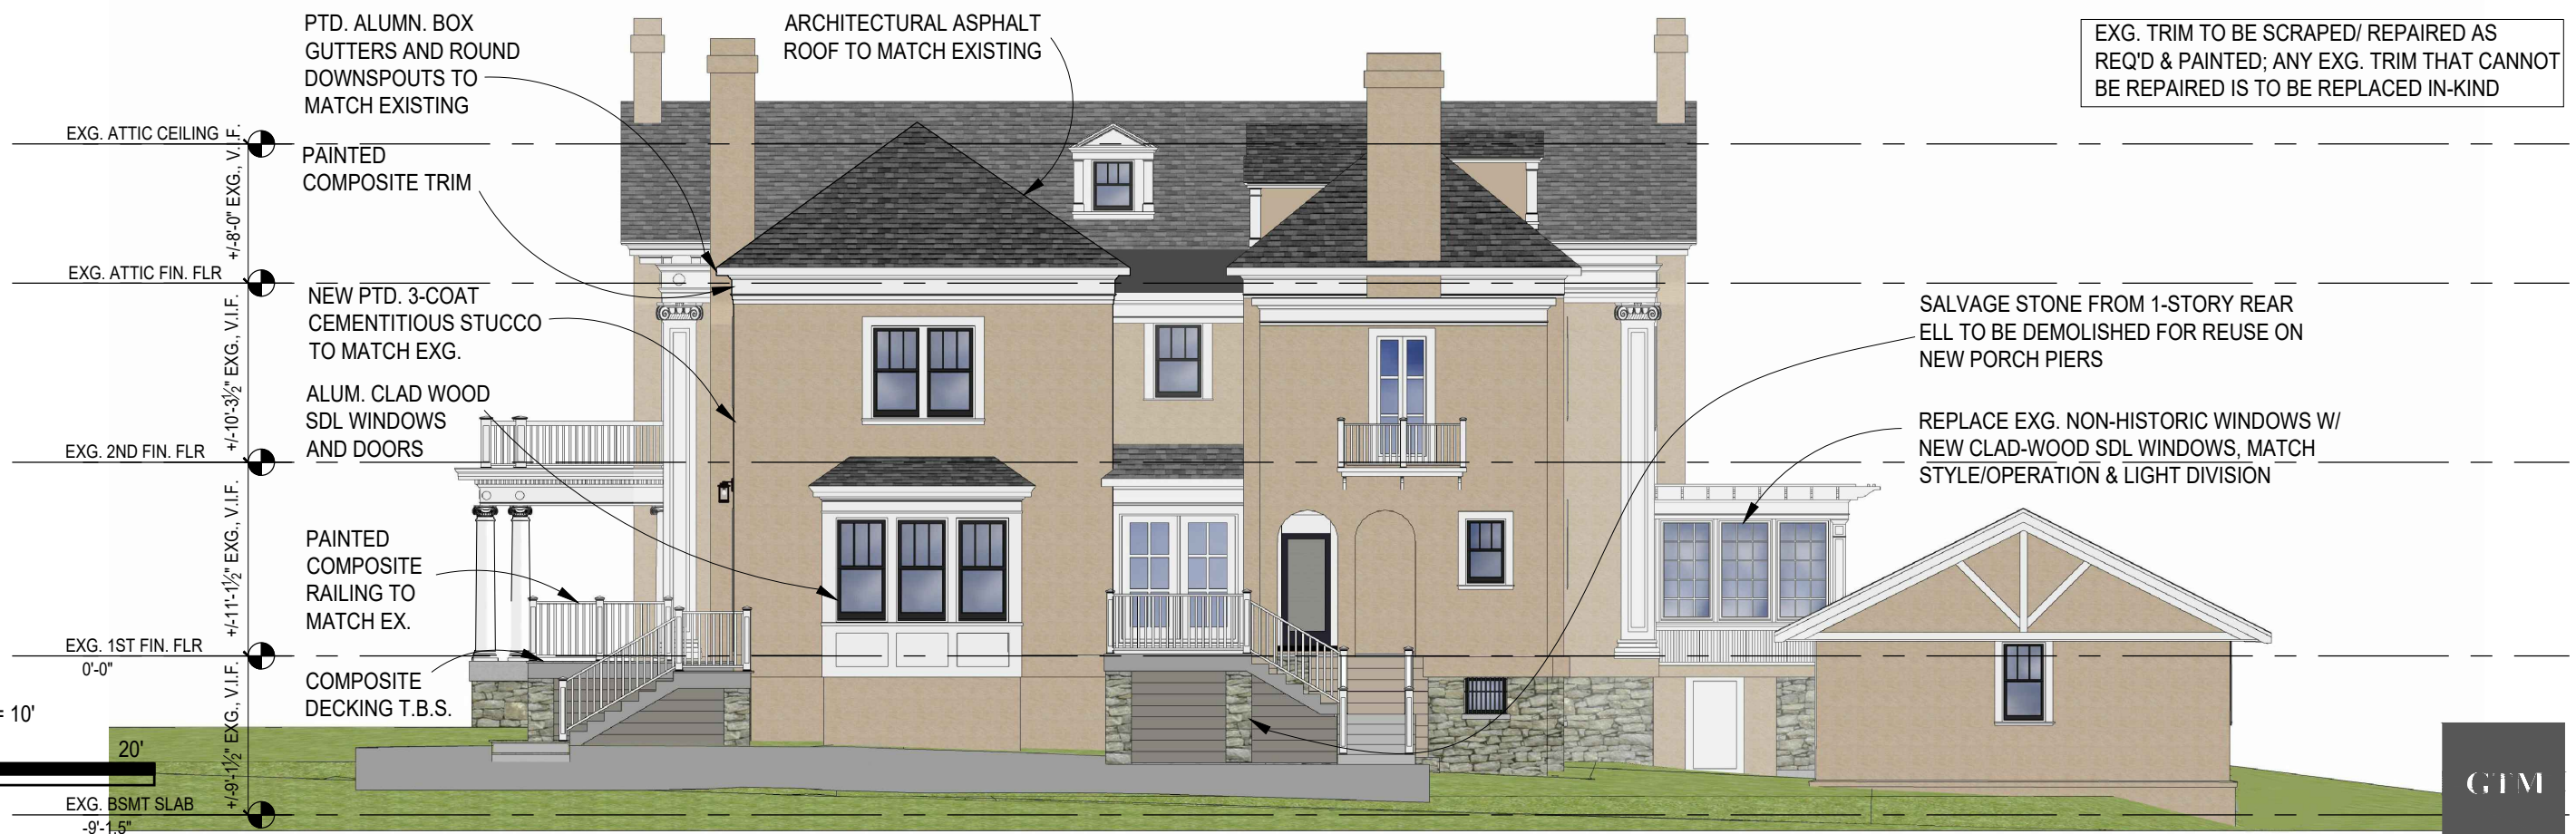 PTD. ALUMN. BOX
GUTTERS AND ROUND
DOWNSPOUTS TO
MATCH EXISTING
ARCHITECTURAL ASPHALT
ROOF TO MATCH EXISTING
EXG. TRIM TO BE SCRAPED/ REPAIRED AS
REQ'D & PAINTED; ANY EXG. TRIM THAT CANNOT
BE REPAIRED IS TO BE REPLACED IN-KIND
EXG. ATTIC CEILING
+/-8'-0" EXG., V.I.F.
PAINTED
COMPOSITE TRIM
EXG. ATTIC FIN. FLR
+/-10'-3½" EXG., V.I.F.
NEW PTD. 3-COAT
CEMENTITIOUS STUCCO
TO MATCH EXG.
SALVAGE STONE FROM 1-STORY REAR
ELL TO BE DEMOLISHED FOR REUSE ON
NEW PORCH PIERS
ALUM. CLAD WOOD
SDL WINDOWS
AND DOORS
REPLACE EXG. NON-HISTORIC WINDOWS W/
NEW CLAD-WOOD SDL WINDOWS, MATCH
STYLE/OPERATION & LIGHT DIVISION
EXG. 2ND FIN. FLR
+/-11'-1½" EXG., V.I.F.
PAINTED
COMPOSITE
RAILING TO
MATCH EX.
EXG. 1ST FIN. FLR
0'-0"
+/-9'-1½" EXG., V.I.F.
COMPOSITE
DECKING T.B.S.
= 10'
20'
EXG. BSMT SLAB
-9'-1.5"
GTM